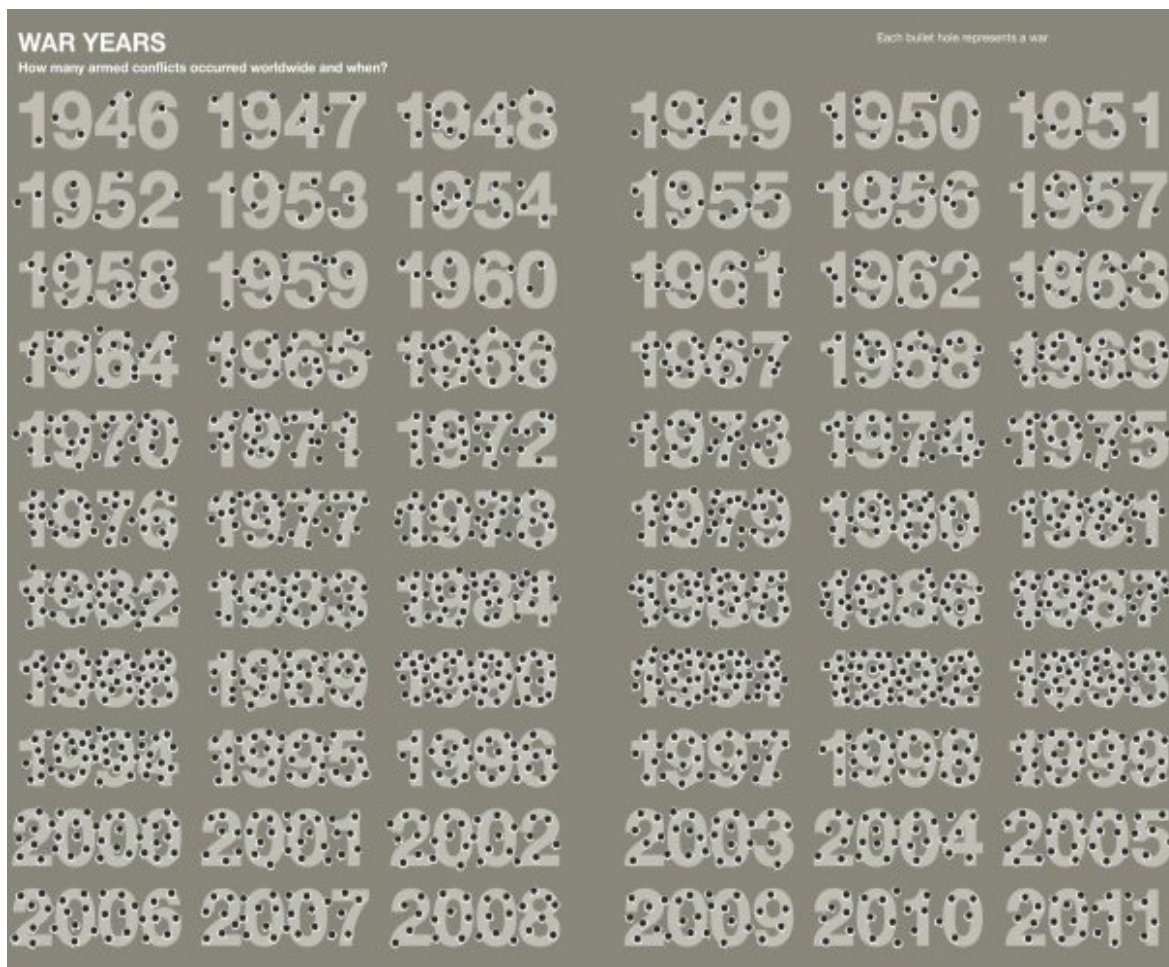 WAR YEARS
Each bullet hole represents a war
How many armed conflicts occurred worldwide and when?
1946 1947 1948 1949 1950 1951
1952 1953 1954 1955 1956 1957
1958 1959 1960 1961 1962 1963
1964 1965 1966 1967 1968 1969
1970 1971 1972 1973 1974 1975
1976 1977 1978 1979 1980 1981
1982 1983 1984 1985 1986 1987
1988 1989 1990 1991 1992 1993
1994 1995 1996 1997 1998 1999
2000 2001 2002 2003 2004 2005
2006 2007 2008 2009 2010 2011